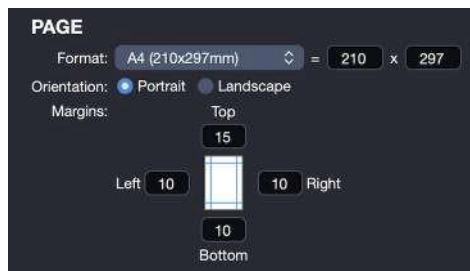 PAGE
Format: A4 (210x297mm) = 210 x 297
Orientation: Portrait Landscape
Margins: Top
15
Left 10 10 Right
10
Bottom